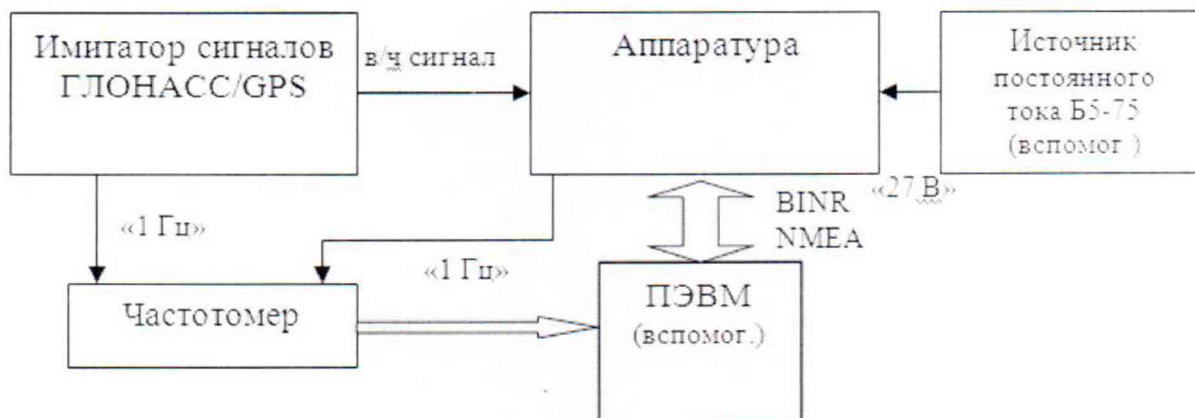 Имитатор сигналов
ГЛОНАСС/GPS
в/ч сигнал
Аппаратура
Источник
постоянного
тока Б5-75
(вспомог.)
«27 В»
BINR
NMEA
«1 Гц»
«1 Гц»
Частотомер
ПЭВМ
(вспомог.)